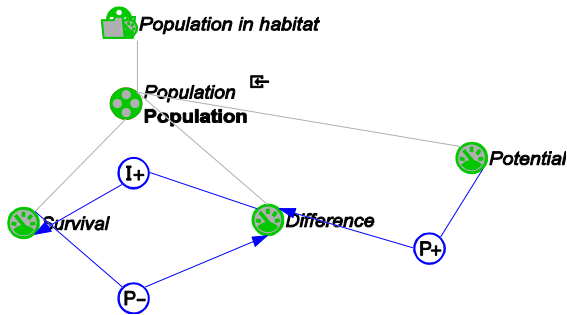 Population in habitat
Population
Population
Potential
I+
Survival
Difference
P+
P–